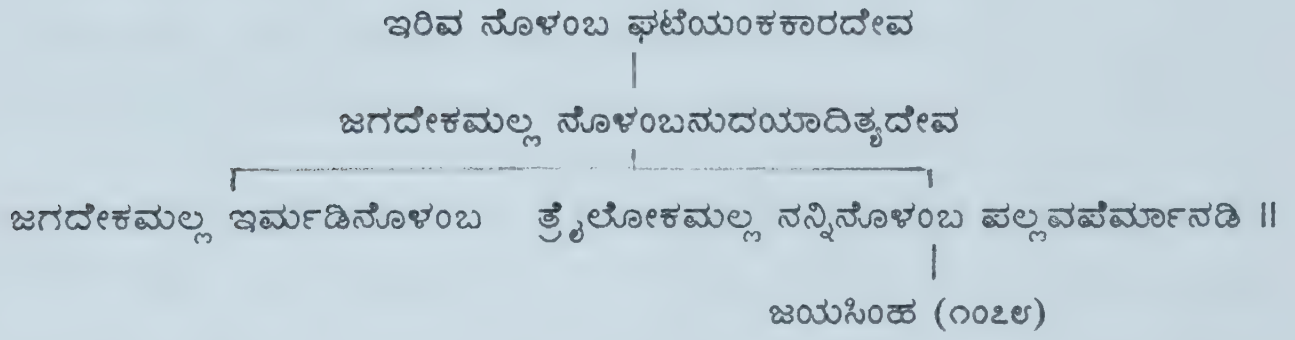 ಇರಿವ ನೊಳಂಬ ಘಟೆಯಂಕಕಾರದೇವ
ಜಗದೇಕಮಲ್ಲ ನೊಳಂಬನುದಯಾದಿತ್ಯದೇವ
ಜಗದೇಕಮಲ್ಲ ಇರ್ಮಡಿನೊಳಂಬ ತ್ರೈಲೋಕಮಲ್ಲ ನನ್ನಿನೊಳಂಬ ಪಲ್ಲವಪೆರ್ಮಾನಡಿ II
ಜಯಸಿಂಹ (೧೦೭೮)